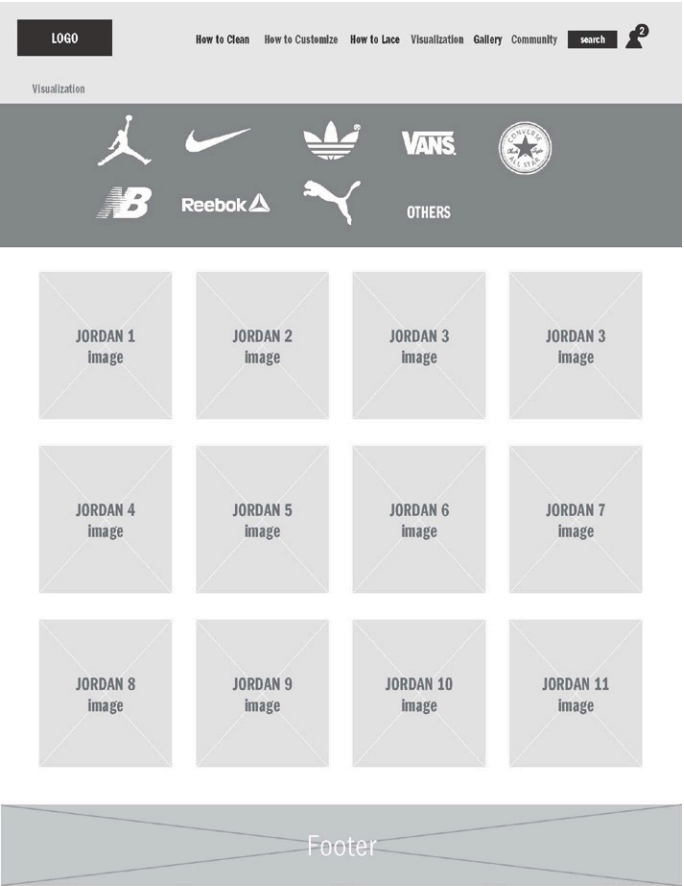 LOGO
How to Clean How to Customize How to Lace Visualization Gallery Community search 2
Visualization
VANS
CONVERSE
ALL STAR
NB Reebok
OTHERS
JORDAN 1 JORDAN 2 JORDAN 3 JORDAN 3
image image image image
JORDAN 4 JORDAN 5 JORDAN 6 JORDAN 7
image image image image
JORDAN 8 JORDAN 9 JORDAN 10 JORDAN 11
image image image image
Footer